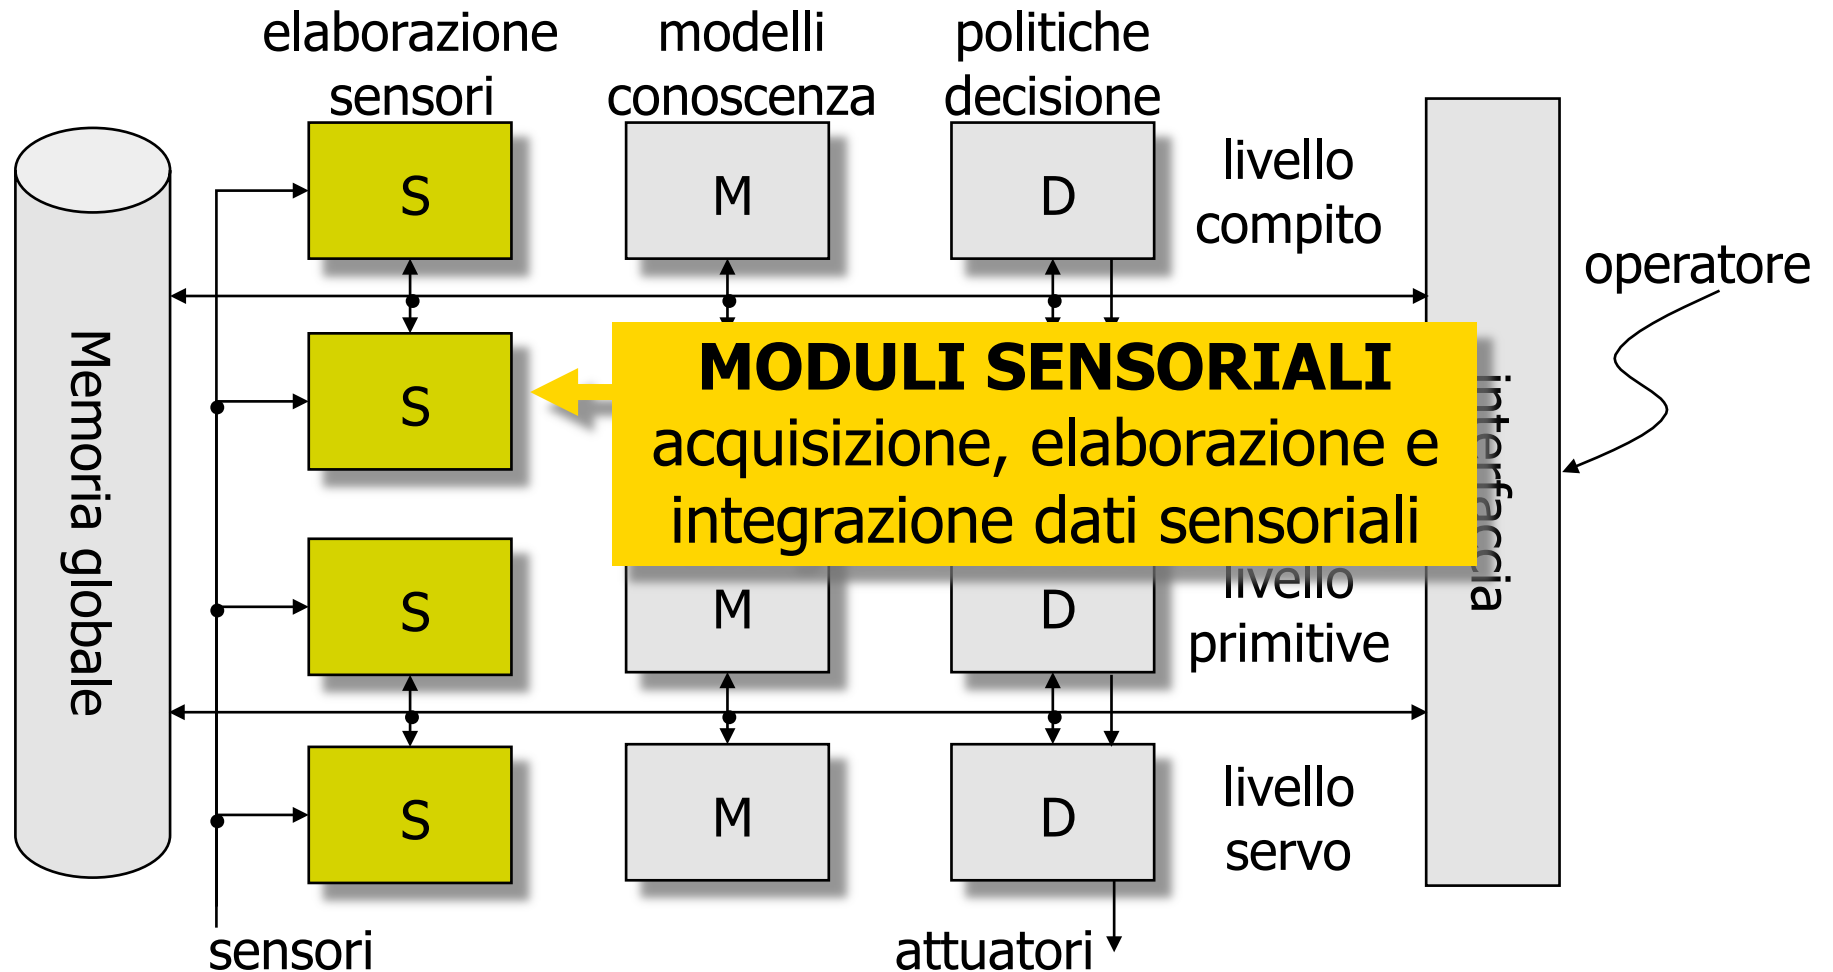 elaborazione
sensori
modelli
conoscenza
politiche
decisione
S
M
D
livello
compito
operatore
Memoria globale
S
MODULI SENSORIALI
acquisizione, elaborazione e
integrazione dati sensoriali
interfaccia
S
M
D
livello
primitive
S
M
D
livello
servo
sensori
attuatori